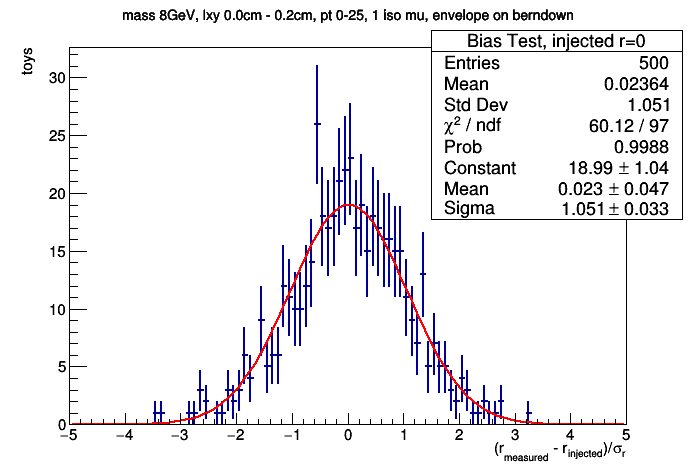 mass 8GeV, lxy 0.0cm - 0.2cm, pt 0-25, 1 iso mu, envelope on berndown
Bias Test, injected r=0
Entries 500
Mean 0.02364
Std Dev 1.051
χ² / ndf 60.12 / 97
Prob 0.9988
Constant 18.99 ± 1.04
Mean 0.023 ± 0.047
Sigma 1.051 ± 0.033
toys
30
25
20
15
10
5
0
−5 −4 −3 −2 −1 0 1 2 3 4 5
(r_measured - r_injected)/σ_r